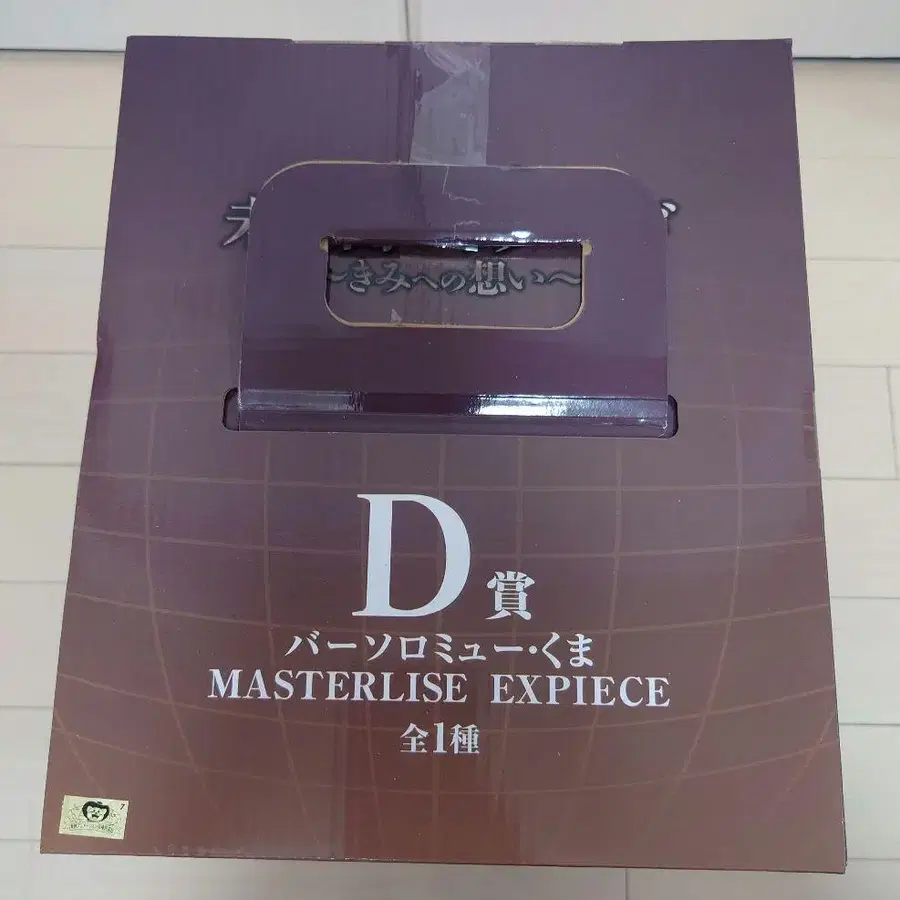 ~きみへの想い~
D賞
バーソロミュー・くま
MASTERLISE EXPIECE
全1種
7